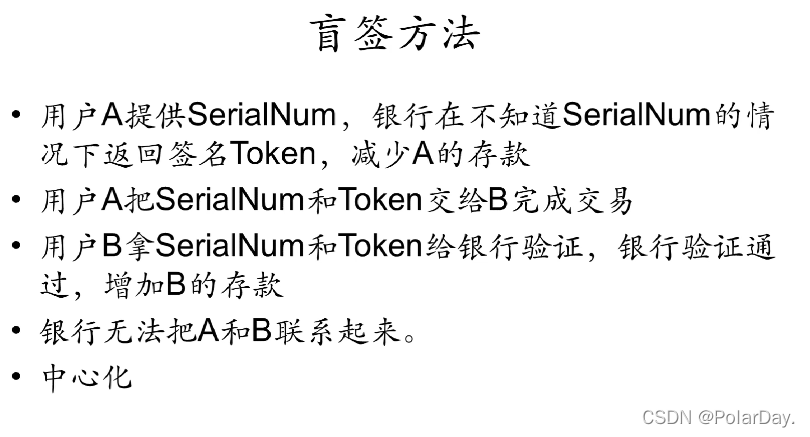 盲签方法
• 用户A提供SerialNum，银行在不知道SerialNum的情
况下返回签名Token，减少A的存款
• 用户A把SerialNum和Token交给B完成交易
• 用户B拿SerialNum和Token给银行验证，银行验证通
过，增加B的存款
• 银行无法把A和B联系起来。
• 中心化
CSDN @PolarDay.